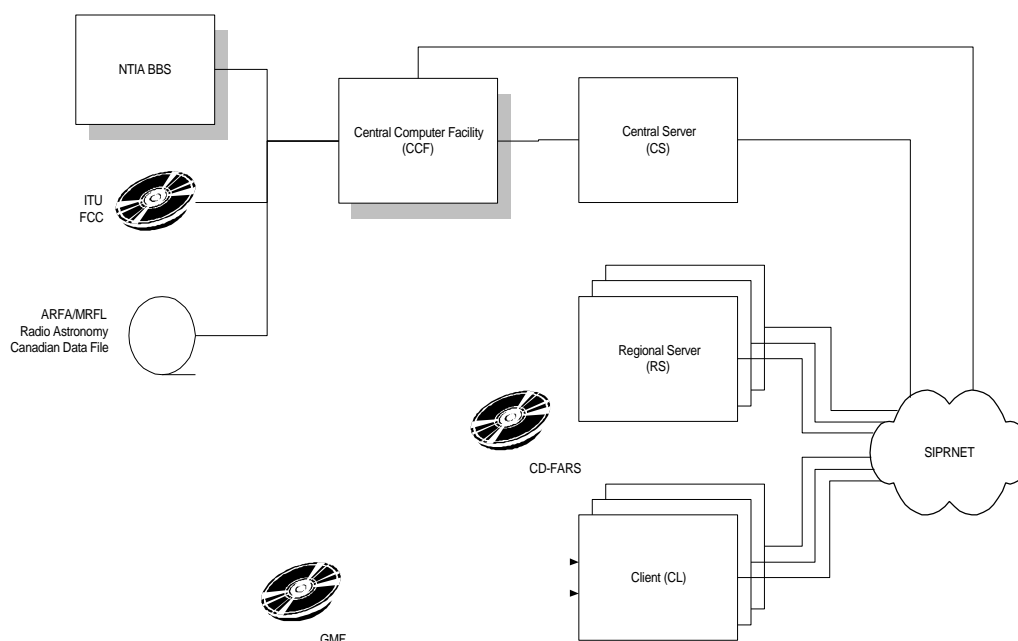 NTIA BBS
Central Computer Facility
(CCF)
Central Server
(CS)
ITU
FCC
ARFA/MRFL
Radio Astronomy
Canadian Data File
Regional Server
(RS)
SIPRNET
CD-FARS
Client (CL)
GMF